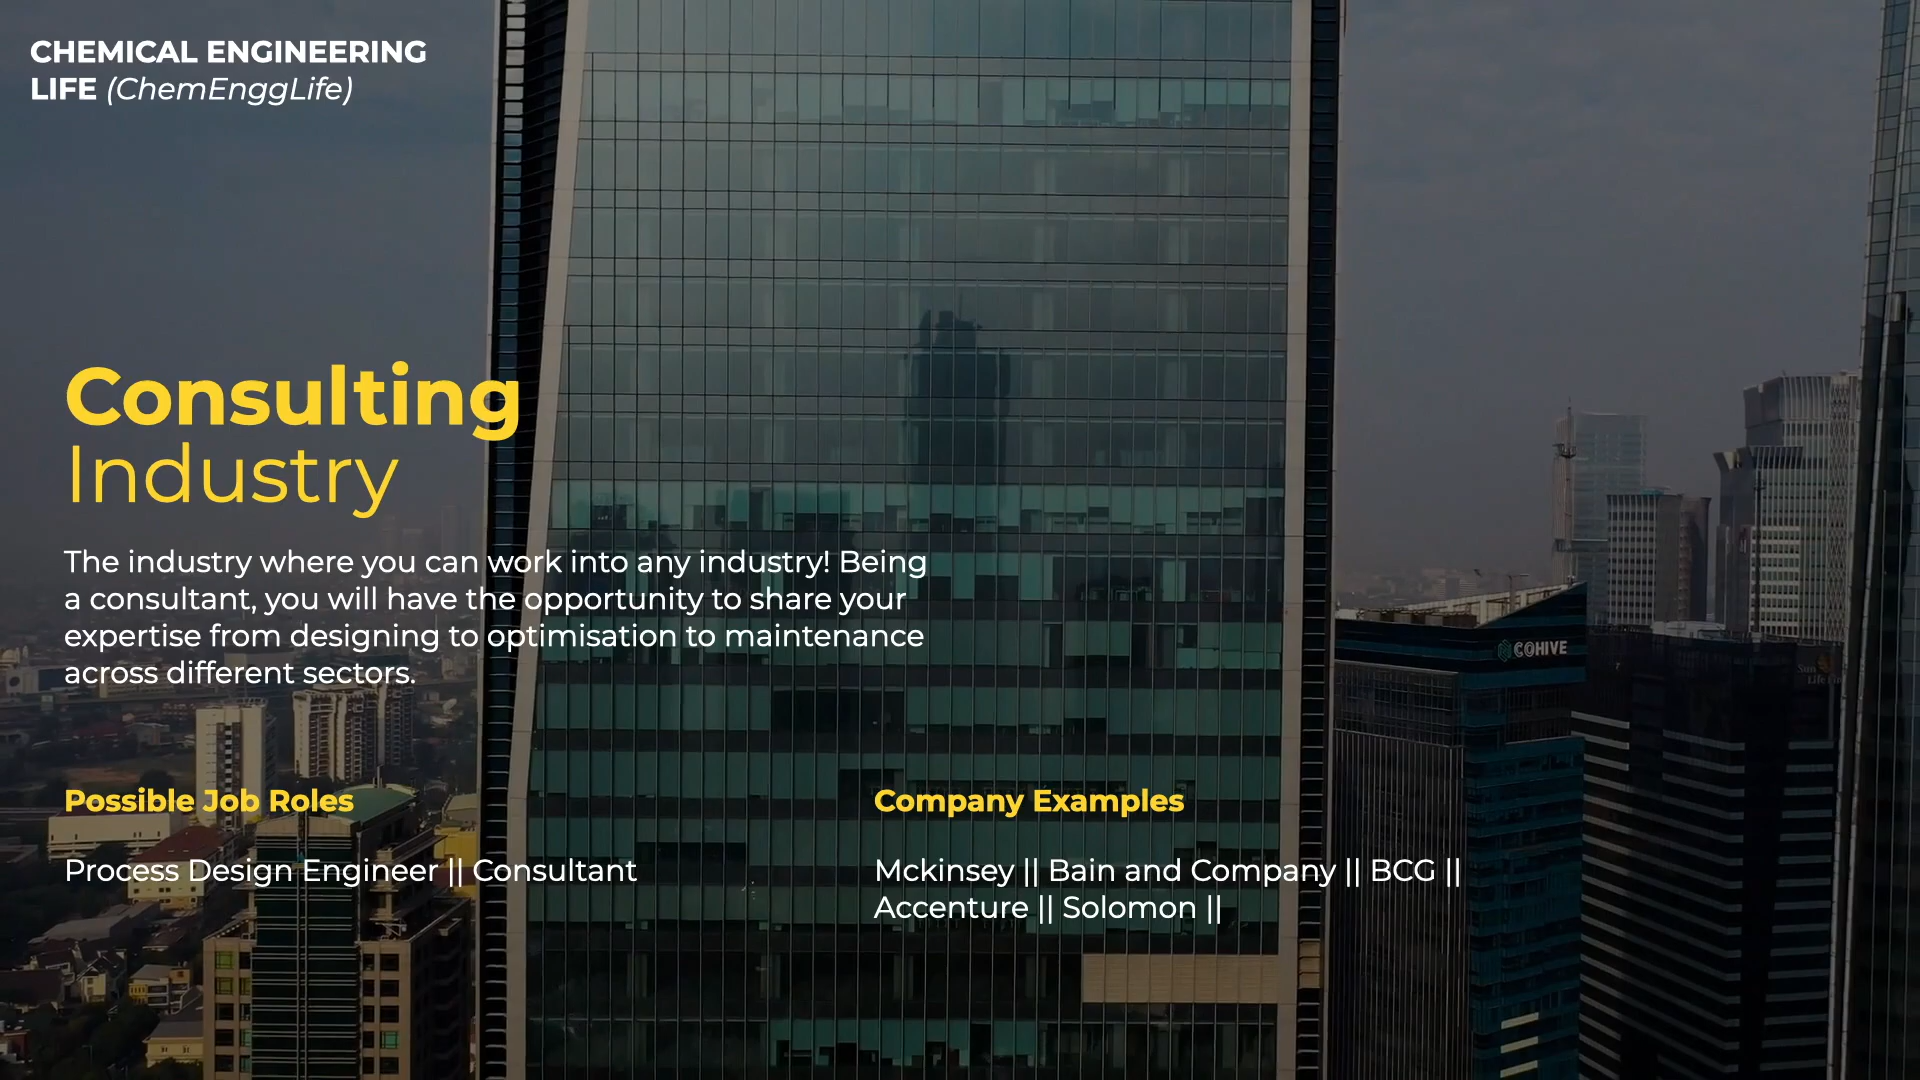 CHEMICAL ENGINEERING
LIFE (ChemEnggLife)
Consulting
Industry
The industry where you can work into any industry! Being
a consultant, you will have the opportunity to share your
expertise from designing to optimisation to maintenance
across different sectors.
COHIVE
Sun
Life
Possible Job Roles
Process Design Engineer || Consultant
Company Examples
Mckinsey || Bain and Company || BCG ||
Accenture || Solomon ||